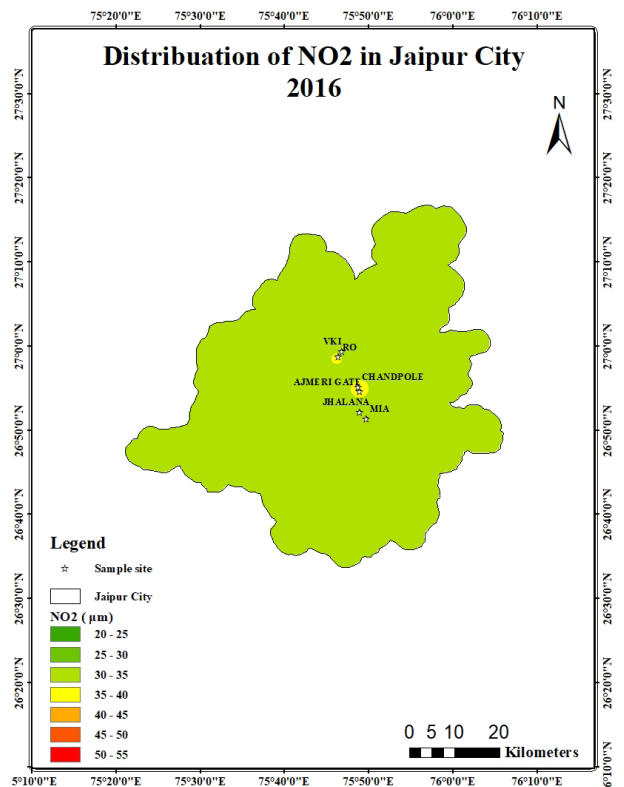 75°20'0"E 75°30'0"E 75°40'0"E 75°50'0"E 76°0'0"E 76°10'0"E
Distribuation of NO2 in Jaipur City
2016
N
27°30'0"N 27°30'0"N
27°20'0"N 27°20'0"N
27°10'0"N 27°10'0"N
27°0'0"N 27°0'0"N
26°50'0"N 26°50'0"N
26°40'0"N 26°40'0"N
26°30'0"N 26°30'0"N
26°20'0"N 26°20'0"N
6°10'0"N
VKI
RO
CHANDPOLE
AJMERI GATE
JHALANA
MIA
Legend
Sample site
Jaipur City
NO2 ( µm)
20 - 25
25 - 30
30 - 35
35 - 40
40 - 45
45 - 50
50 - 55
0 5 10 20
Kilometers
5°10'0"E 75°20'0"E 75°30'0"E 75°40'0"E 75°50'0"E 76°0'0"E 76°10'0"E